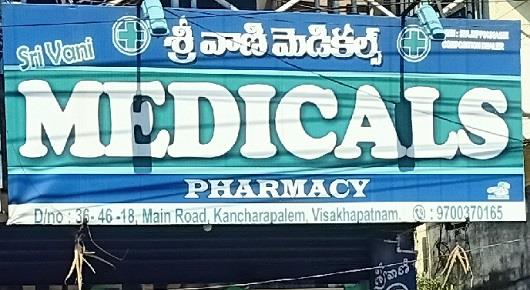 Sri Vani
శ్రీ వాణి మెడికల్స్
MEDICALS
PHARMACY
D/no : 36- 46 -18, Main Road, Kancharapalem, Visakhapatnam. : 9700370165